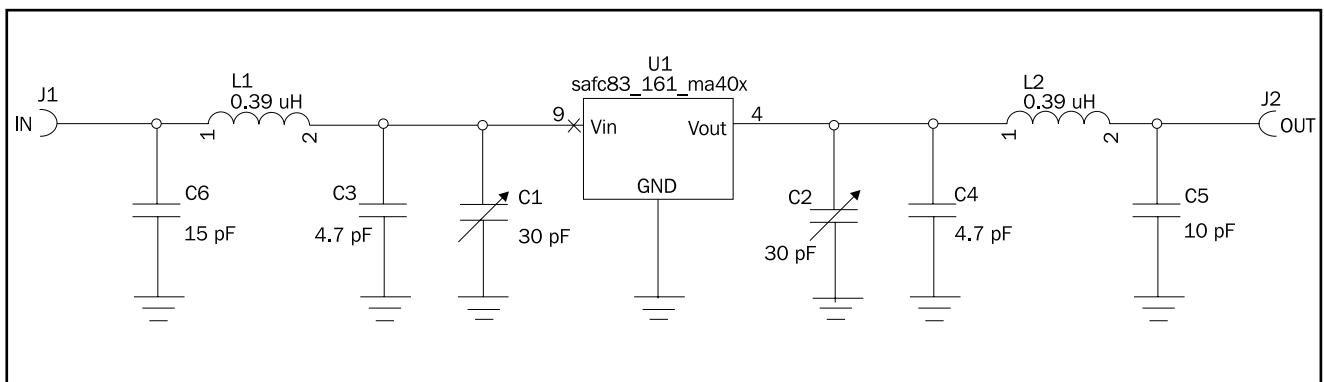 U1
safc83_161_ma40x
J1
IN
L1
0.39 uH
1
2
9
Vin
Vout
4
GND
L2
0.39 uH
1
2
J2
OUT
C6
15 pF
C3
4.7 pF
C1
30 pF
C2
30 pF
C4
4.7 pF
C5
10 pF